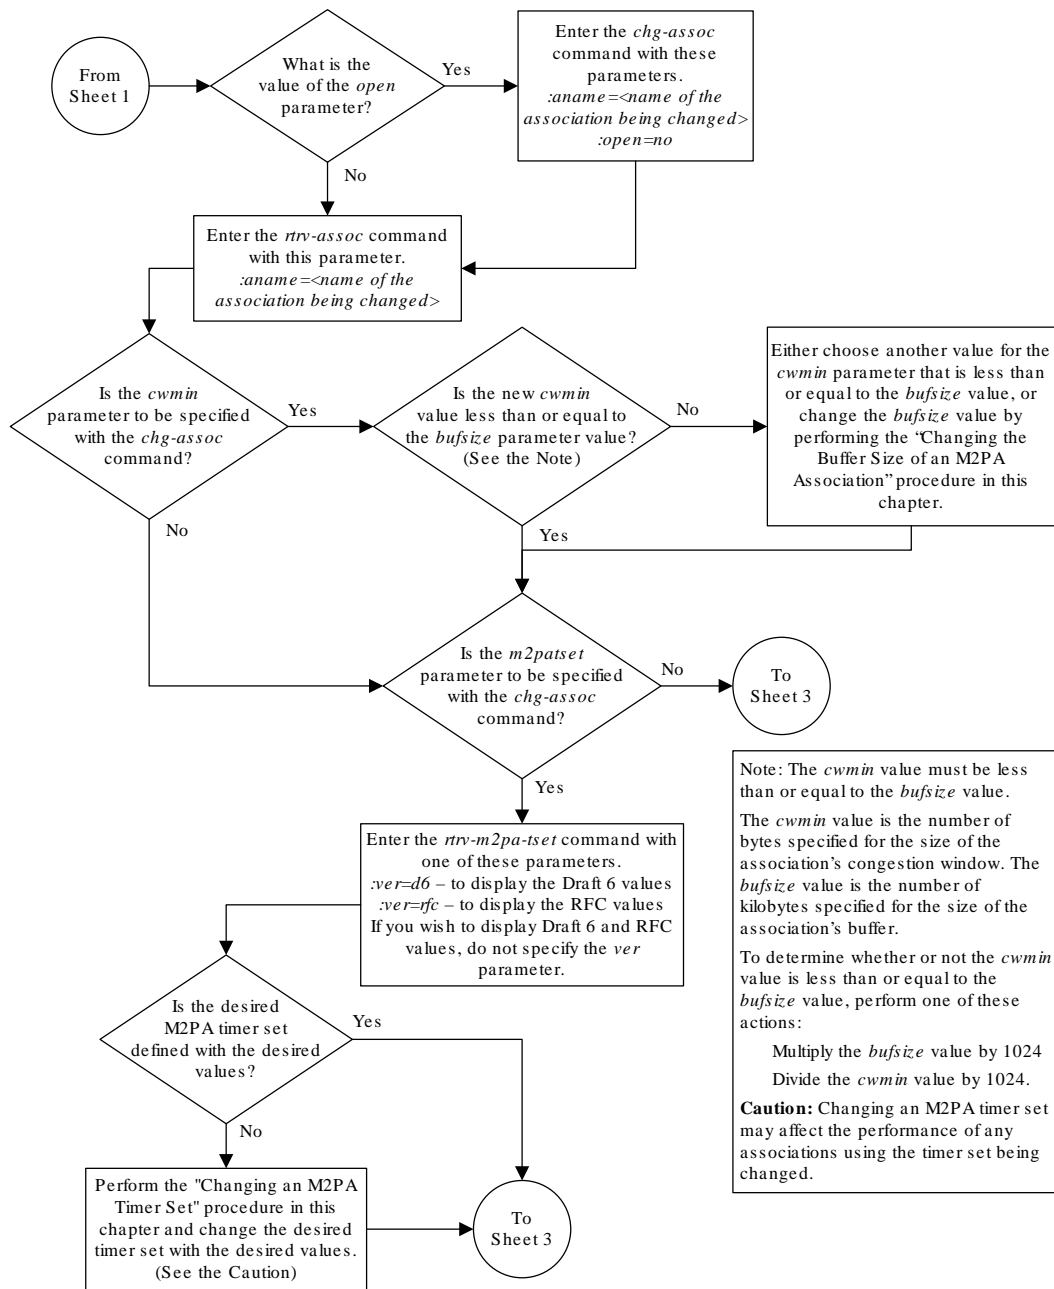 From
Sheet 1
What is the
value of the open
parameter?
Yes
No
Enter the chg-assoc
command with these
parameters.
:aname=<name of the
association being changed>
:open=no
Enter the rtrv-assoc command
with this parameter.
:aname=<name of the
association being changed>
Is the cwmin
parameter to be specified
with the chg-assoc
command?
Yes
No
Is the new cwmin
value less than or equal to
the bufsize parameter value?
(See the Note)
No
Yes
Either choose another value for the
cwmin parameter that is less than
or equal to the bufsize value, or
change the bufsize value by
performing the “Changing the
Buffer Size of an M2PA
Association” procedure in this
chapter.
Is the m2patset
parameter to be specified
with the chg-assoc
command?
No
Yes
To
Sheet 3
Enter the rtrv-m2pa-tset command with
one of these parameters.
:ver=d6 – to display the Draft 6 values
:ver=rfc – to display the RFC values
If you wish to display Draft 6 and RFC
values, do not specify the ver
parameter.
Is the desired
M2PA timer set
defined with the desired
values?
Yes
No
Perform the "Changing an M2PA
Timer Set" procedure in this
chapter and change the desired
timer set with the desired values.
(See the Caution)
To
Sheet 3
Note: The cwmin value must be less
than or equal to the bufsize value.
The cwmin value is the number of
bytes specified for the size of the
association’s congestion window. The
bufsize value is the number of
kilobytes specified for the size of the
association’s buffer.
To determine whether or not the cwmin
value is less than or equal to the
bufsize value, perform one of these
actions:
Multiply the bufsize value by 1024
Divide the cwmin value by 1024.
Caution: Changing an M2PA timer set
may affect the performance of any
associations using the timer set being
changed.